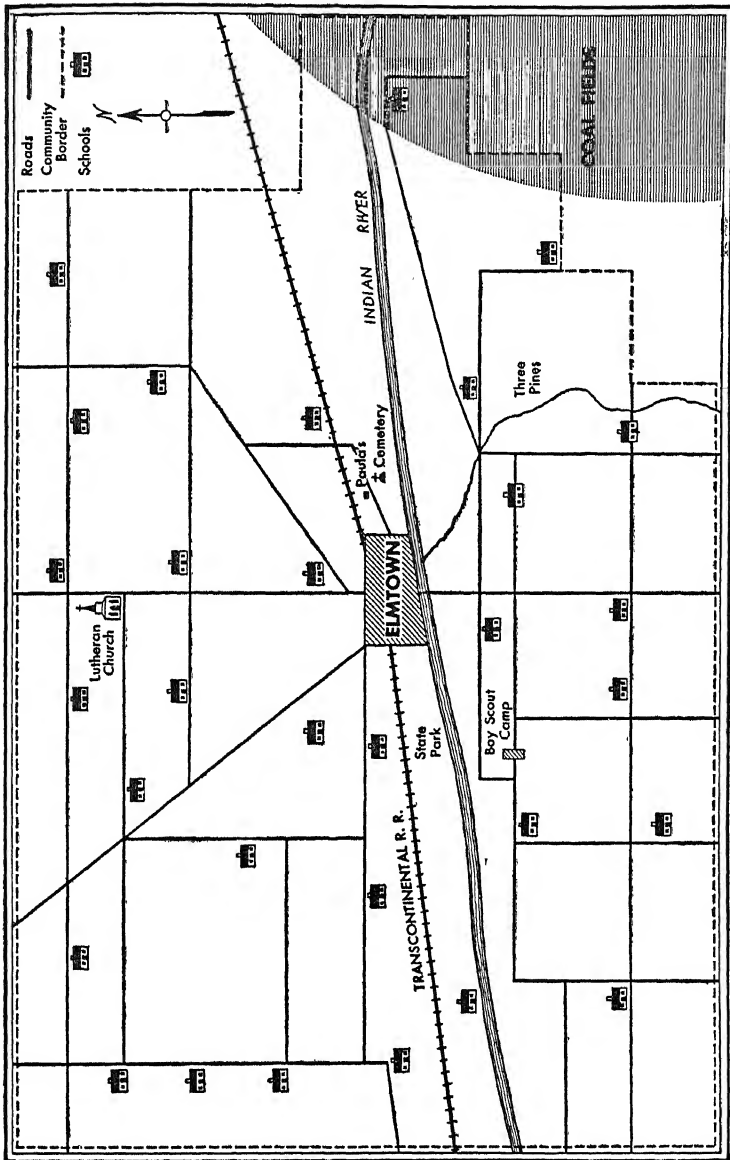 Roads
Community
Border
Schools
N
Lutheran
Church
Paula's
Cemetery
ELMTOWN
INDIAN RIVER
COAL FIELDS
State
Park
TRANSCONTINENTAL R. R.
Three
Pines
Boy Scout
Camp